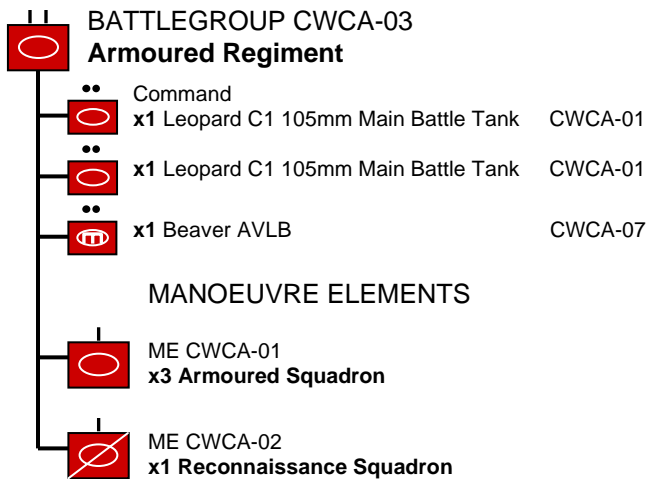 BATTLEGROUP CWCA-03
Armoured Regiment
Command
x1 Leopard C1 105mm Main Battle Tank CWCA-01
x1 Leopard C1 105mm Main Battle Tank CWCA-01
x1 Beaver AVLB CWCA-07
MANOEUVRE ELEMENTS
ME CWCA-01
x3 Armoured Squadron
ME CWCA-02
x1 Reconnaissance Squadron